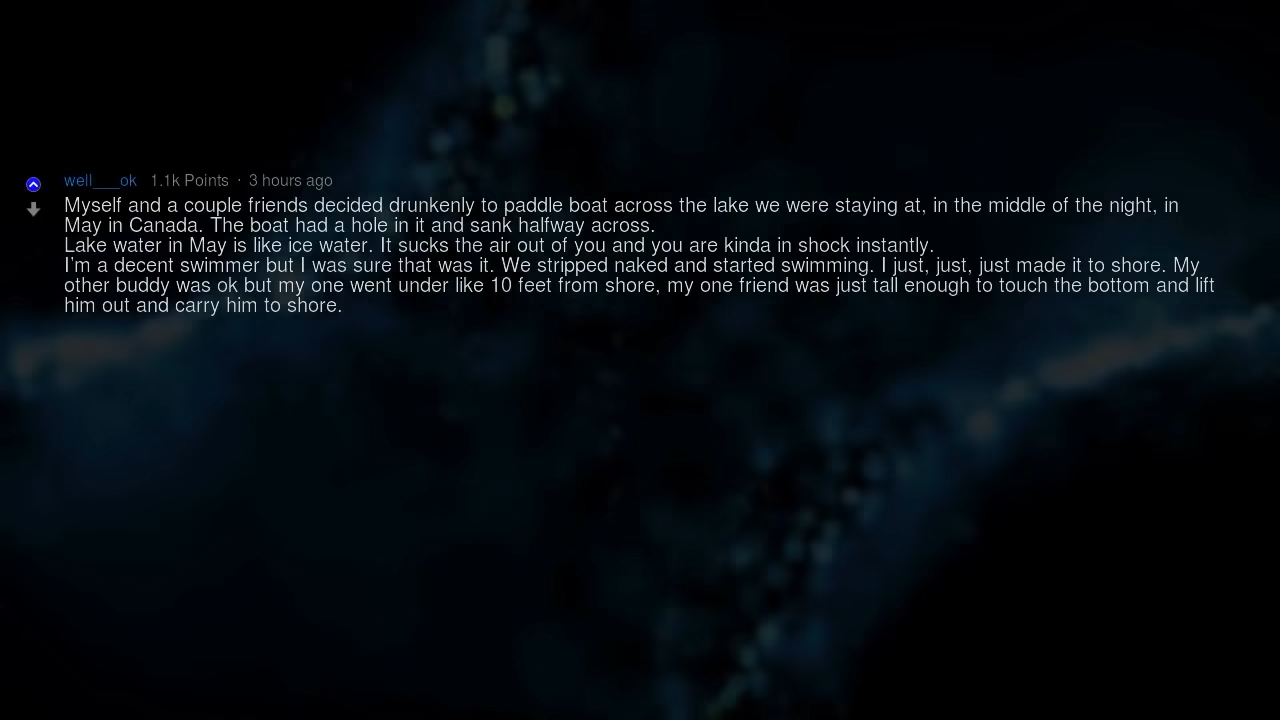 well___ok 1.1k Points · 3 hours ago
Myself and a couple friends decided drunkenly to paddle boat across the lake we were staying at, in the middle of the night, in
May in Canada. The boat had a hole in it and sank halfway across.
Lake water in May is like ice water. It sucks the air out of you and you are kinda in shock instantly.
I'm a decent swimmer but I was sure that was it. We stripped naked and started swimming. I just, just, just made it to shore. My
other buddy was ok but my one went under like 10 feet from shore, my one friend was just tall enough to touch the bottom and lift
him out and carry him to shore.